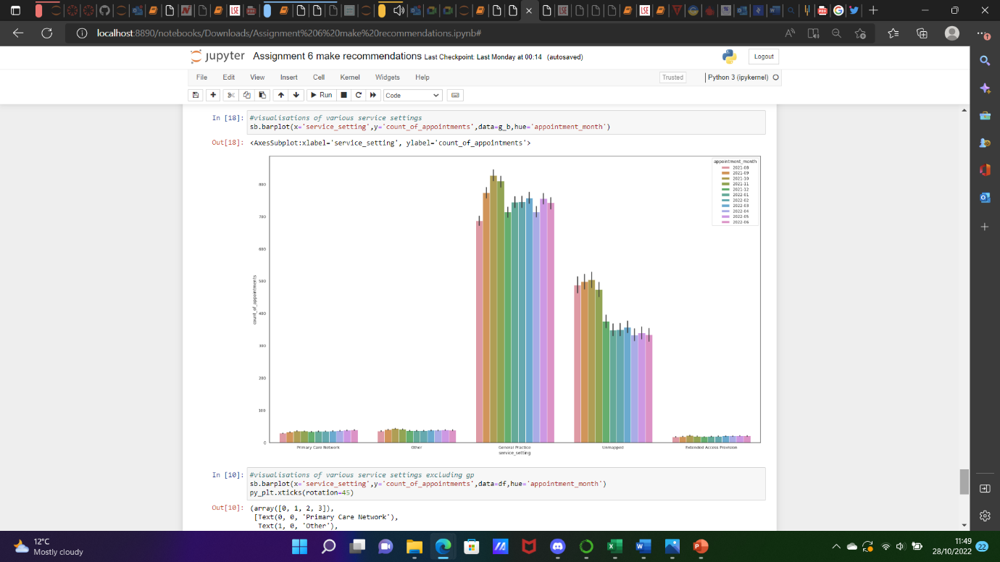 localhost:8890/notebooks/Downloads/Assignment%206%20make%20recommendations.ipynb#
jupyter Assignment 6 make recommendations Last Checkpoint: Last Monday at 00:14 (autosaved)
Logout
File Edit View Insert Cell Kernel Widgets Help
Trusted
Python 3 (ipykernel)
Run
Code
In [18]:
#visualisations of various service settings
sb.barplot(x='service_setting',y='count_of_appointments',data=g_b,hue='appointment_month')
Out[18]: <AxesSubplot:xlabel='service_setting', ylabel='count_of_appointments'>
appointment_month
2021-08
2021-09
2021-10
2021-11
2021-12
2022-01
2022-02
2022-03
2022-04
2022-05
2022-06
800
700
600
500
400
300
200
100
0
count_of_appointments
Primary Care Network Other General Practice Unmapped Extended Access Provision
service_setting
In [10]:
#visualisations of various service settings excluding gp
sb.barplot(x='service_setting',y='count_of_appointments',data=df,hue='appointment_month')
py_plt.xticks(rotation=45)
Out[10]: (array([0, 1, 2, 3]),
[Text(0, 0, 'Primary Care Network'),
Text(1, 0, 'Other'),
12°C
Mostly cloudy
11:49
28/10/2022
22